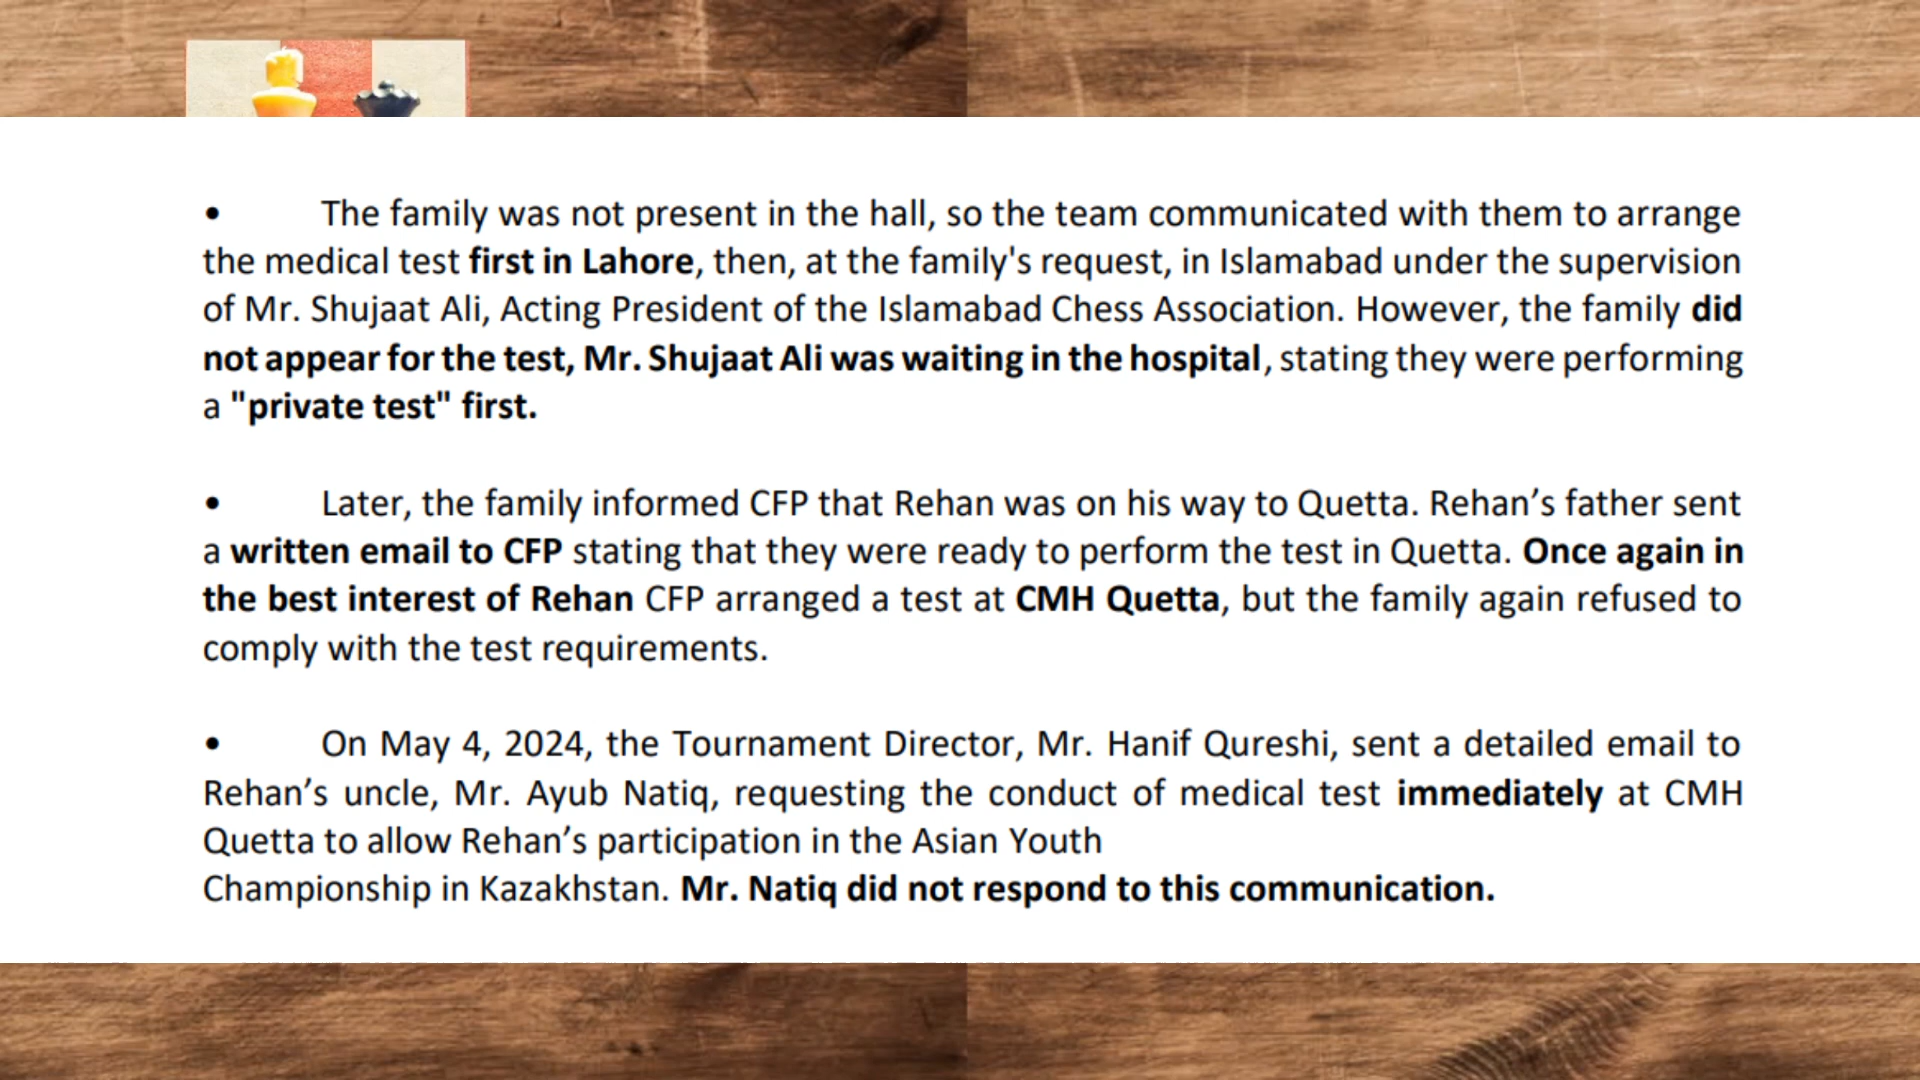 • The family was not present in the hall, so the team communicated with them to arrange
the medical test first in Lahore, then, at the family's request, in Islamabad under the supervision
of Mr. Shujaat Ali, Acting President of the Islamabad Chess Association. However, the family did
not appear for the test, Mr. Shujaat Ali was waiting in the hospital, stating they were performing
a "private test" first.
• Later, the family informed CFP that Rehan was on his way to Quetta. Rehan’s father sent
a written email to CFP stating that they were ready to perform the test in Quetta. Once again in
the best interest of Rehan CFP arranged a test at CMH Quetta, but the family again refused to
comply with the test requirements.
• On May 4, 2024, the Tournament Director, Mr. Hanif Qureshi, sent a detailed email to
Rehan’s uncle, Mr. Ayub Natiq, requesting the conduct of medical test immediately at CMH
Quetta to allow Rehan’s participation in the Asian Youth
Championship in Kazakhstan. Mr. Natiq did not respond to this communication.